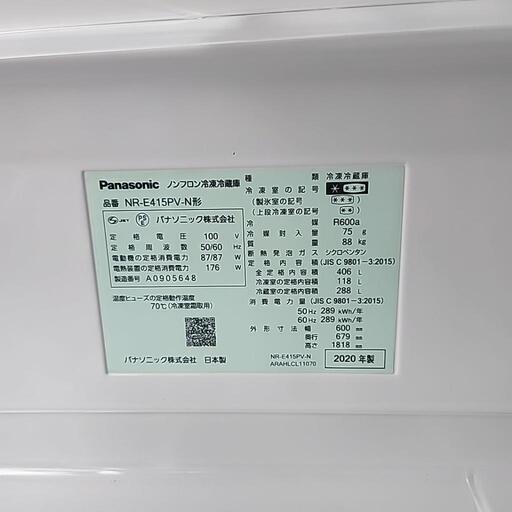 Panasonic ノンフロン冷凍冷蔵庫
品番 NR-E415PV-N形
JET PS E パナソニック株式会社
定格電圧 100 V
定格周波数 50/60 Hz
電動機の定格消費電力 87/87 W
電熱装置の定格消費電力 176 W
製造番号 A0905648
温度ヒューズの定格動作温度
70℃(冷凍室霜取用)
パナソニック株式会社 日本製
種類 冷凍冷蔵庫
冷凍室の記号 * ***
(製氷室の記号)
(上段冷凍室の記号)
冷媒 R600a
冷媒封入量 75 g
質量 88 kg
断熱発泡ガス シクロペンタン
定格内容積 (JIS C 9801-3:2015)
全定格内容積 406 L
冷凍室の定格内容積 118 L
冷蔵室の定格内容積 288 L
消費電力量 (JIS C 9801-3:2015)
50 Hz 289 kWh/年
60 Hz 289 kWh/年
外形寸法 幅 600 mm
奥行 679 mm
高さ 1818 mm
NR-E415PV-N
ARAHLCL11070
2020 年製